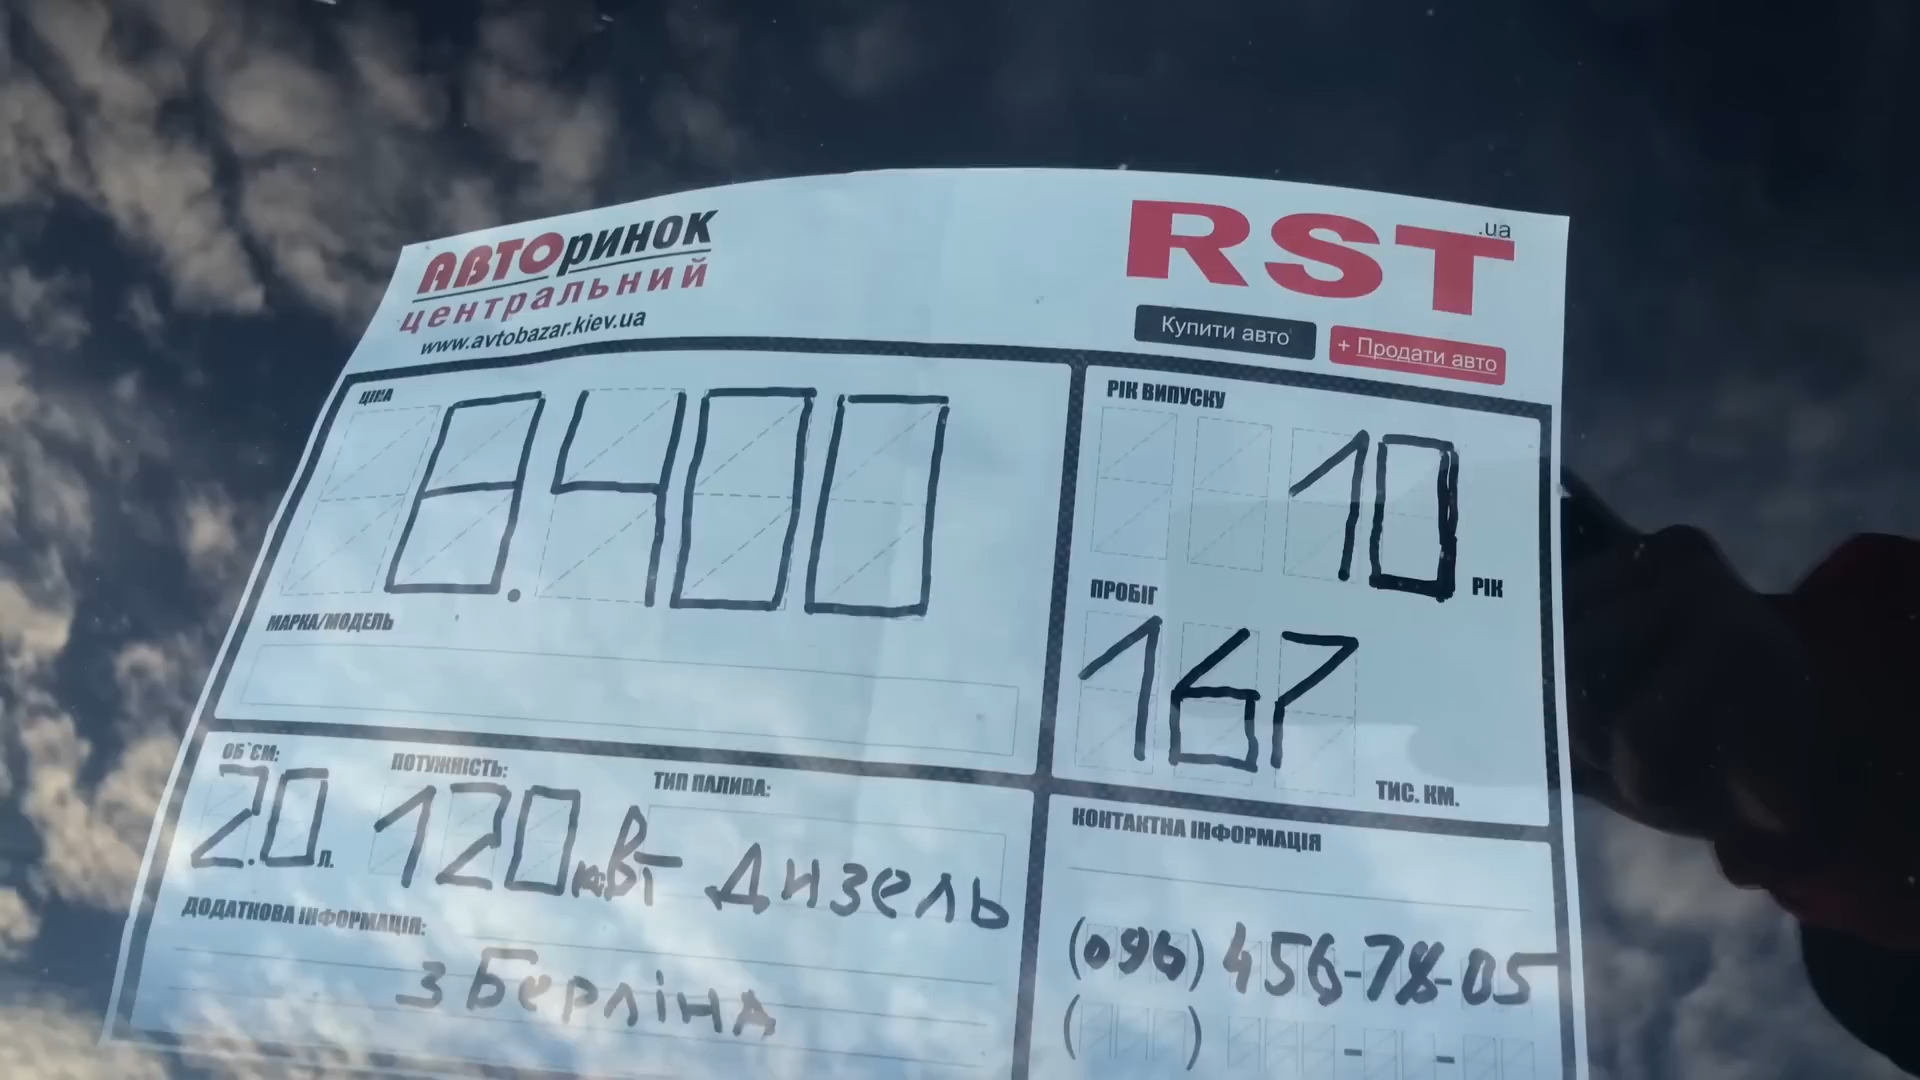 АВТОРИНОК
центральний
www.avtobazar.kiev.ua
RST.ua
Купити авто
+ Продати авто
ЦІНА
8.400
РІК ВИПУСКУ
10 РІК
ПРОБІГ
167 ТИС. КМ.
МАРКА/МОДЕЛЬ
ОБ`ЄМ:
2.0 л.
ПОТУЖНІСТЬ:
120 кВт
ТИП ПАЛИВА:
Дизель
ДОДАТКОВА ІНФОРМАЦІЯ:
з Берліна
КОНТАКТНА ІНФОРМАЦІЯ
(096) 456-78-05
( ) - -